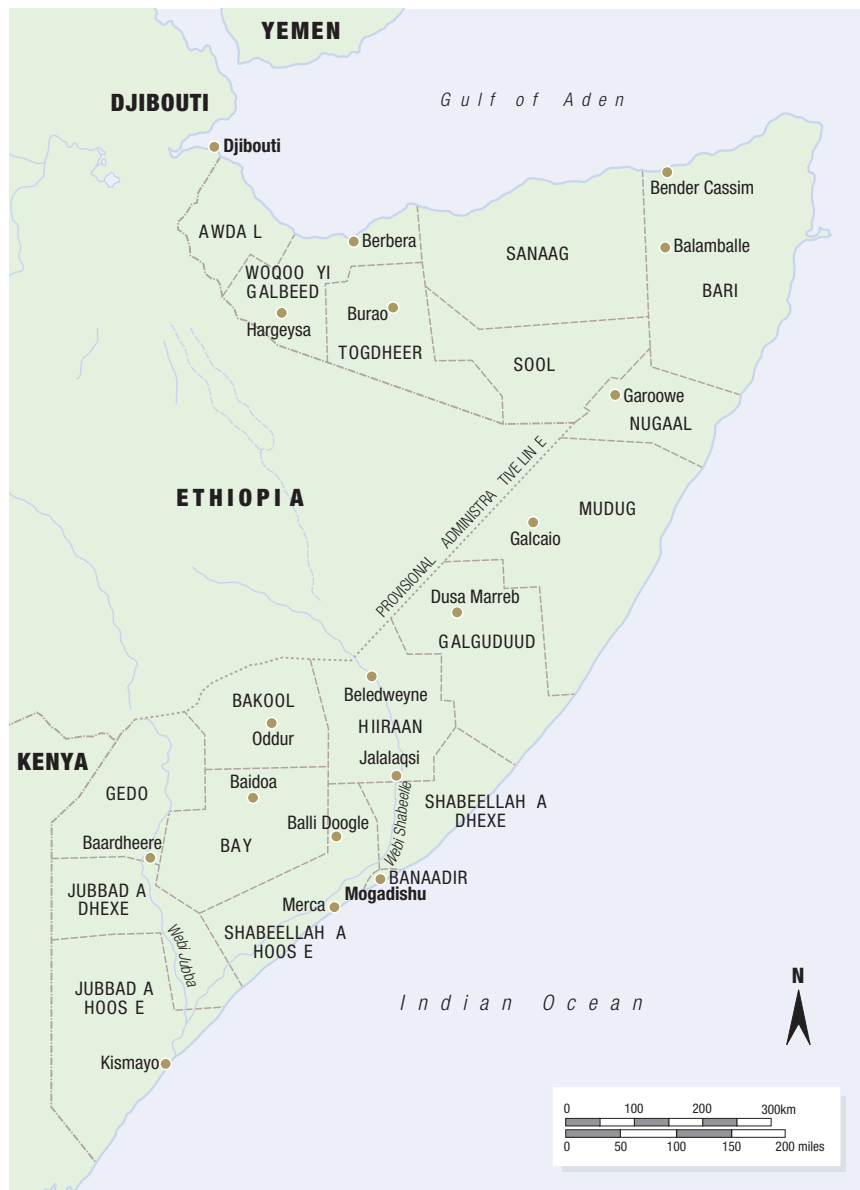 YEMEN
DJIBOUTI
Gulf of Aden
Djibouti
Bender Cassim
AWDA L
Berbera
SANAAG
Balamballe
WOQOO YI
GALBEED
BARI
Hargeysa
Burao
TOGDHEER
SOOL
Garoowe
NUGAAL
PROVISIONAL ADMINISTRA TIVE LIN E
ETHIOPI A
MUDUG
Galcaio
Dusa Marreb
GALGUDUUD
Beledweyne
BAKOOL
Oddur
HIIRAAN
KENYA
Jalalaqsi
GEDO
Baidoa
SHABEELLAH A
DHEXE
Webi Shabeelle
Balli Doogle
Baardheere
BAY
BANAADIR
Mogadishu
JUBBAD A
DHEXE
Merca
SHABEELLAH A
HOOS E
Webi Jubba
JUBBAD A
HOOS E
Indian Ocean
N
Kismayo
0 100 200 300km
0 50 100 150 200 miles